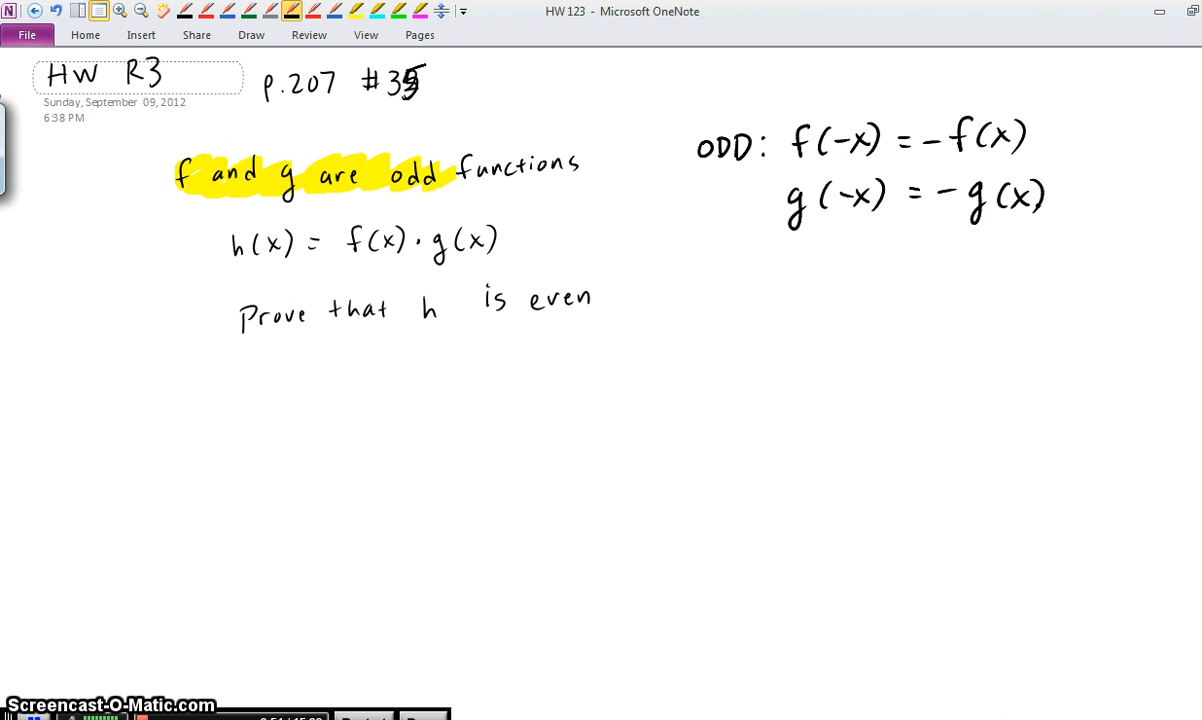 HW 123 - Microsoft OneNote
File Home Insert Share Draw Review View Pages
HW R3
p.207 #35
Sunday, September 09, 2012
6:38 PM
f and g are odd functions
h(x) = f(x) · g(x)
Prove that h is even
ODD: f(-x) = -f(x)
g(-x) = -g(x)
Screencast-O-Matic.com